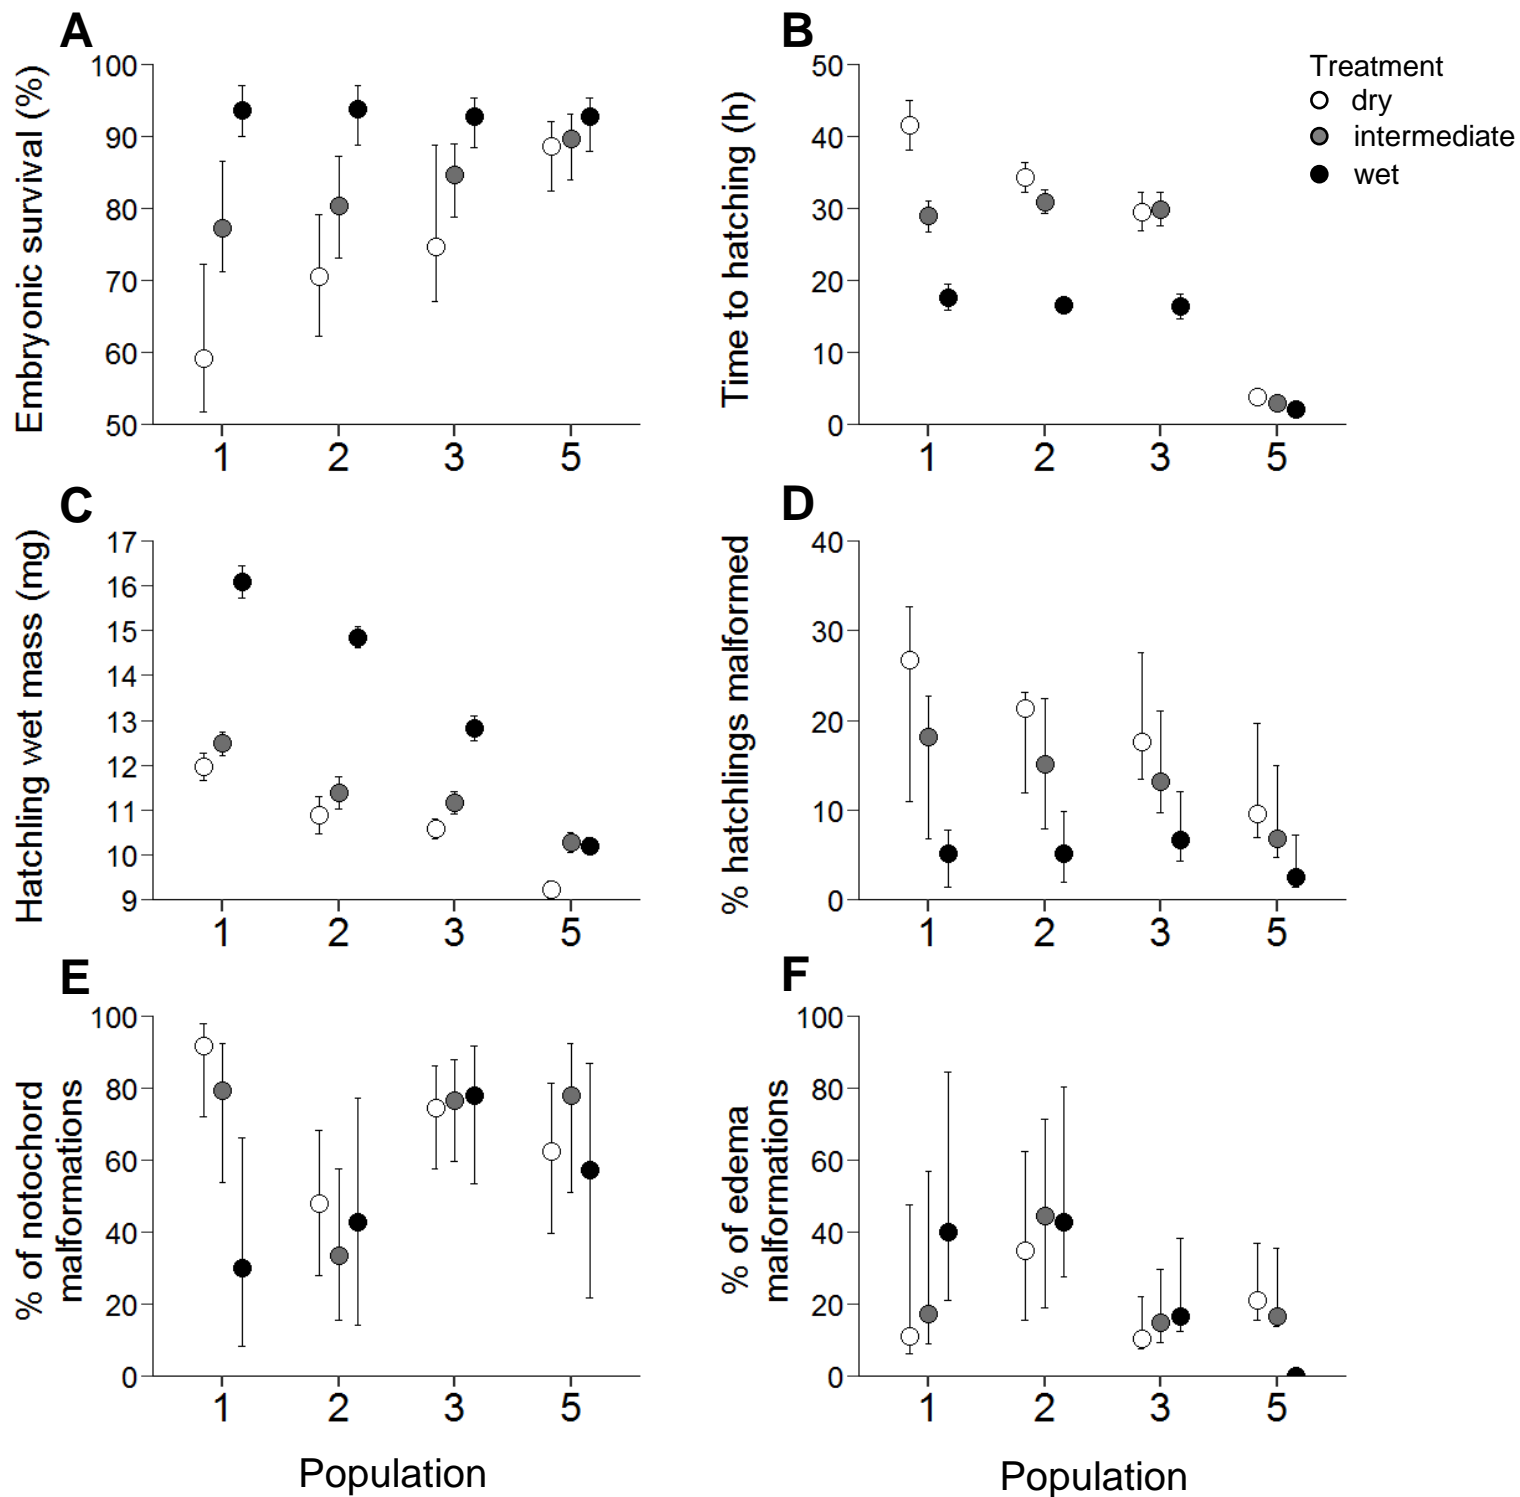 A
Embryonic survival (%)
100
90
80
70
60
50
1 2 3 5
B
Time to hatching (h)
50
40
30
20
10
0
1 2 3 5
Treatment
dry
intermediate
wet
C
Hatchling wet mass (mg)
17
16
15
14
13
12
11
10
9
1 2 3 5
D
% hatchlings malformed
40
30
20
10
0
1 2 3 5
E
% of notochord
malformations
100
80
60
40
20
0
1 2 3 5
Population
F
% of edema
malformations
100
80
60
40
20
0
1 2 3 5
Population